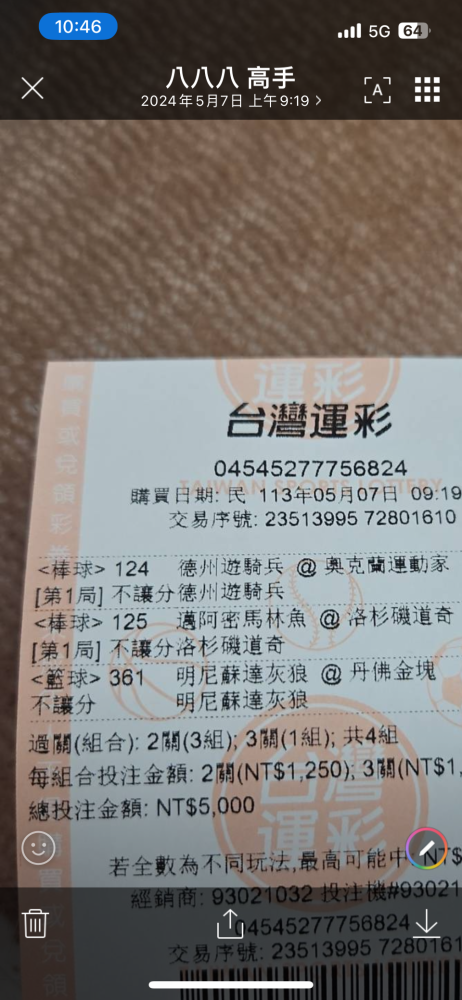 10:46
5G 64
八八八 高手
2024年5月7日 上午9:19
A
運彩
台灣運彩
TAIWAN SPORTS LOTTERY
04545277756824
購買日期: 民 113年05月07日 09:19
交易序號: 23513995 72801610
<棒球> 124 德州遊騎兵 @ 奧克蘭運動家
[第1局] 不讓分德州遊騎兵
<棒球> 125 邁阿密馬林魚 @ 洛杉磯道奇
[第1局] 不讓分洛杉磯道奇
<籃球> 361 明尼蘇達灰狼 @ 丹佛金塊
不讓分 明尼蘇達灰狼
過關(組合): 2關(3組); 3關(1組); 共4組
每組合投注金額: 2關(NT$1,250), 3關(NT$1,
總投注金額: NT$5,000
台灣
運彩
若全數為不同玩法,最高可能中 NT$
經銷商: 93021032 投注機#93021
04545277756824
交易序號: 23513995 7280161